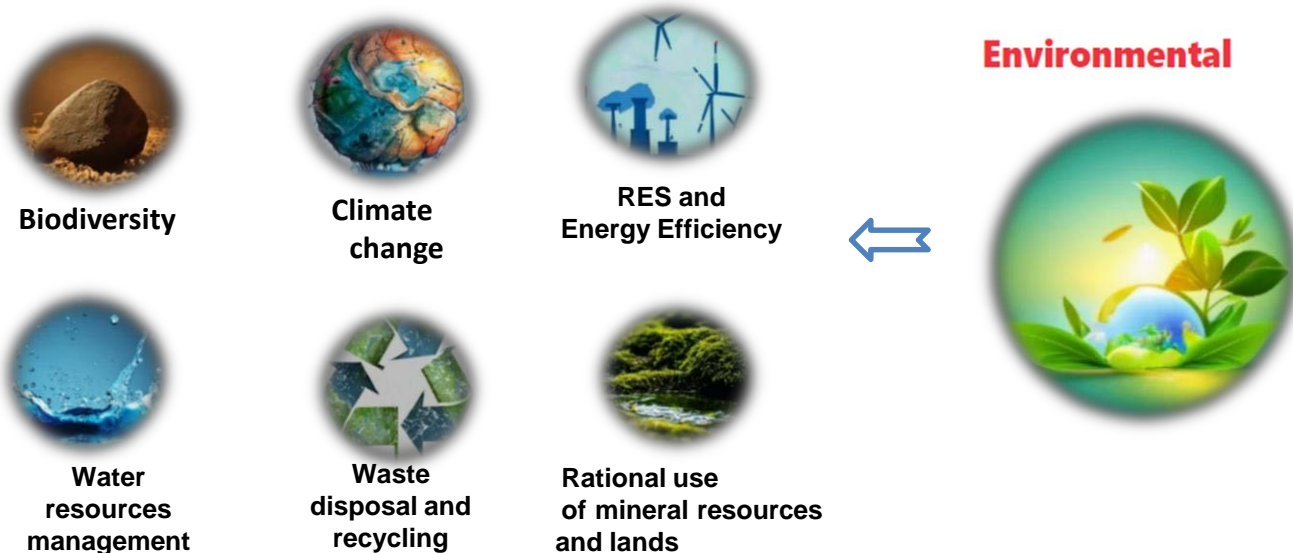 Environmental
Biodiversity
Climate
change
RES and
Energy Efficiency
Water
resources
management
Waste
disposal and
recycling
Rational use
of mineral resources
and lands